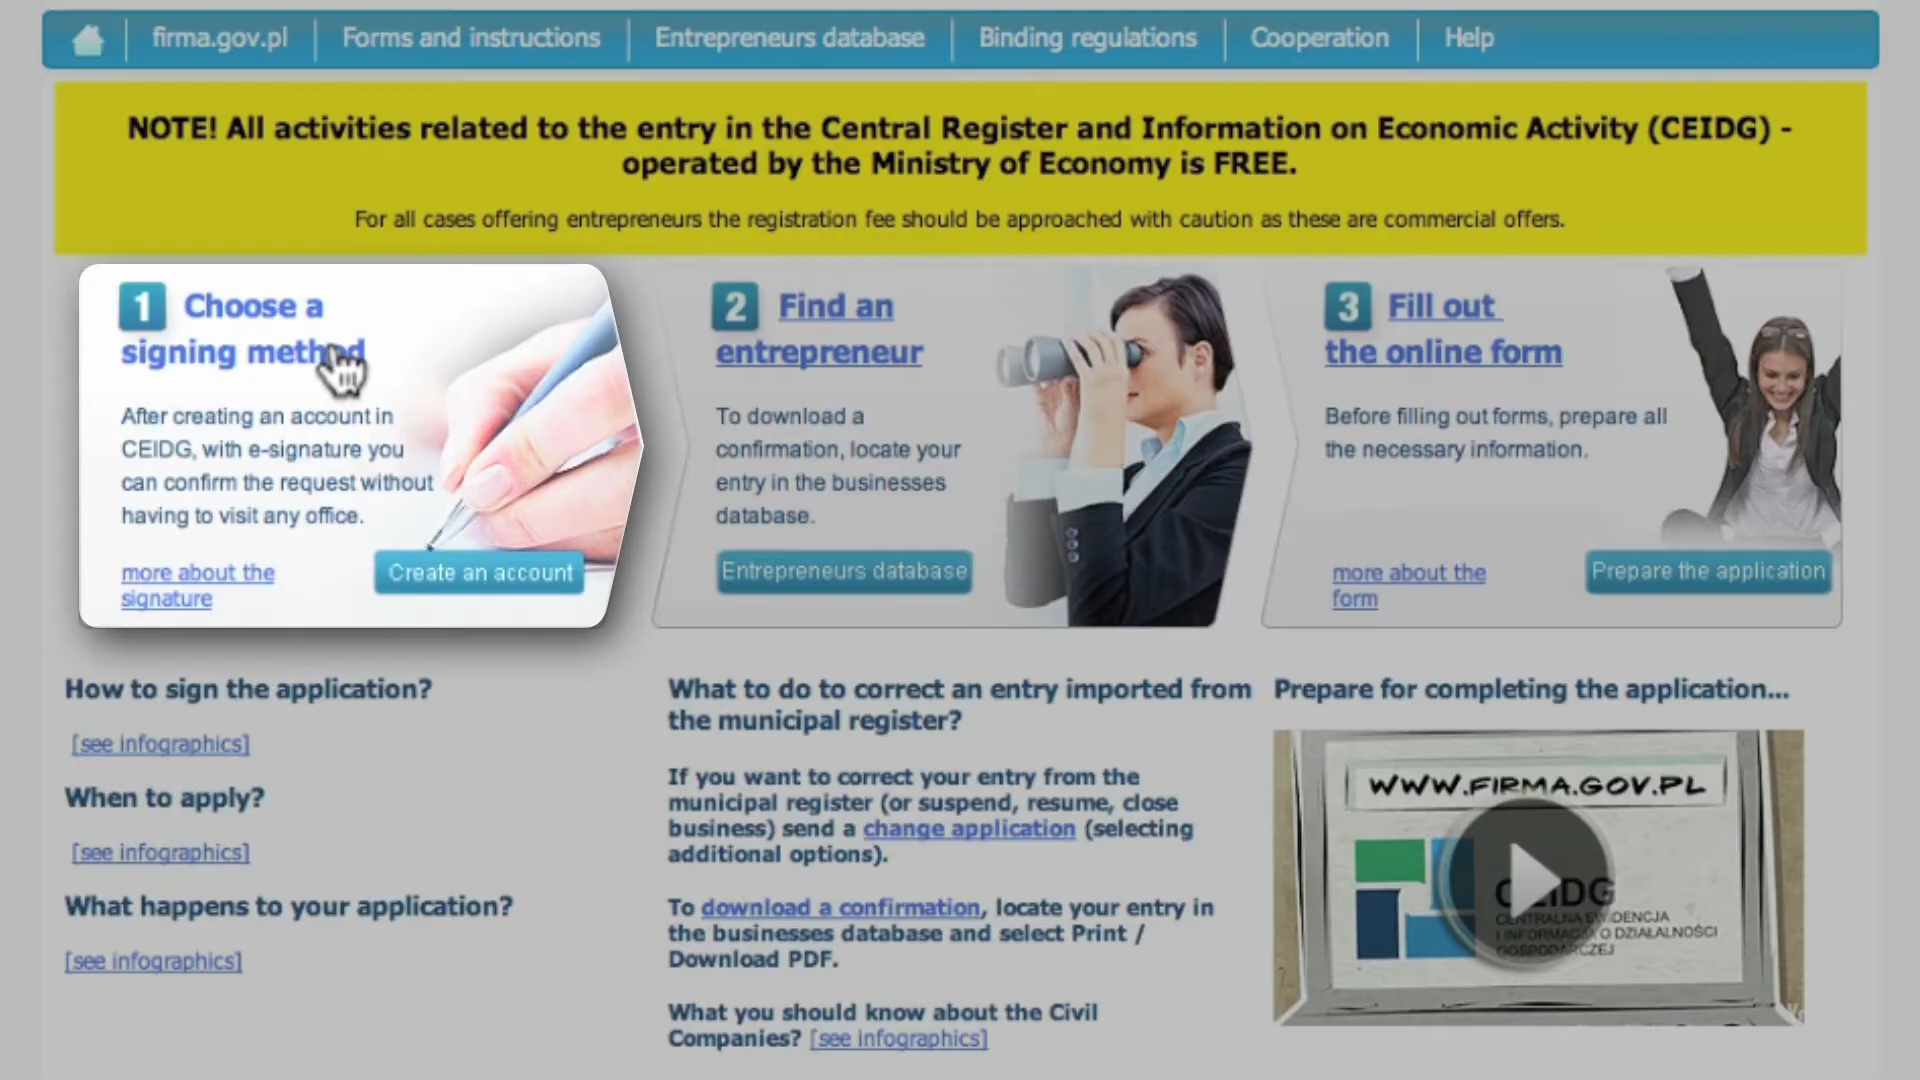 firma.gov.pl
Forms and instructions
Entrepreneurs database
Binding regulations
Cooperation
Help
NOTE! All activities related to the entry in the Central Register and Information on Economic Activity (CEIDG) -
operated by the Ministry of Economy is FREE.
For all cases offering entrepreneurs the registration fee should be approached with caution as these are commercial offers.
1 Choose a
signing method
After creating an account in
CEIDG, with e-signature you
can confirm the request without
having to visit any office.
more about the
signature
Create an account
2 Find an
entrepreneur
To download a
confirmation, locate your
entry in the businesses
database.
Entrepreneurs database
3 Fill out
the online form
Before filling out forms, prepare all
the necessary information.
more about the
form
Prepare the application
How to sign the application?
[see infographics]
When to apply?
[see infographics]
What happens to your application?
[see infographics]
What to do to correct an entry imported from
the municipal register?
If you want to correct your entry from the
municipal register (or suspend, resume, close
business) send a change application (selecting
additional options).
To download a confirmation, locate your entry in
the businesses database and select Print /
Download PDF.
What you should know about the Civil
Companies? [see infographics]
Prepare for completing the application...
WWW.FIRMA.GOV.PL
CEIDG
CENTRALNA EWIDENCJA
I INFORMACJA O DZIAŁALNOŚCI
GOSPODARCZEJ